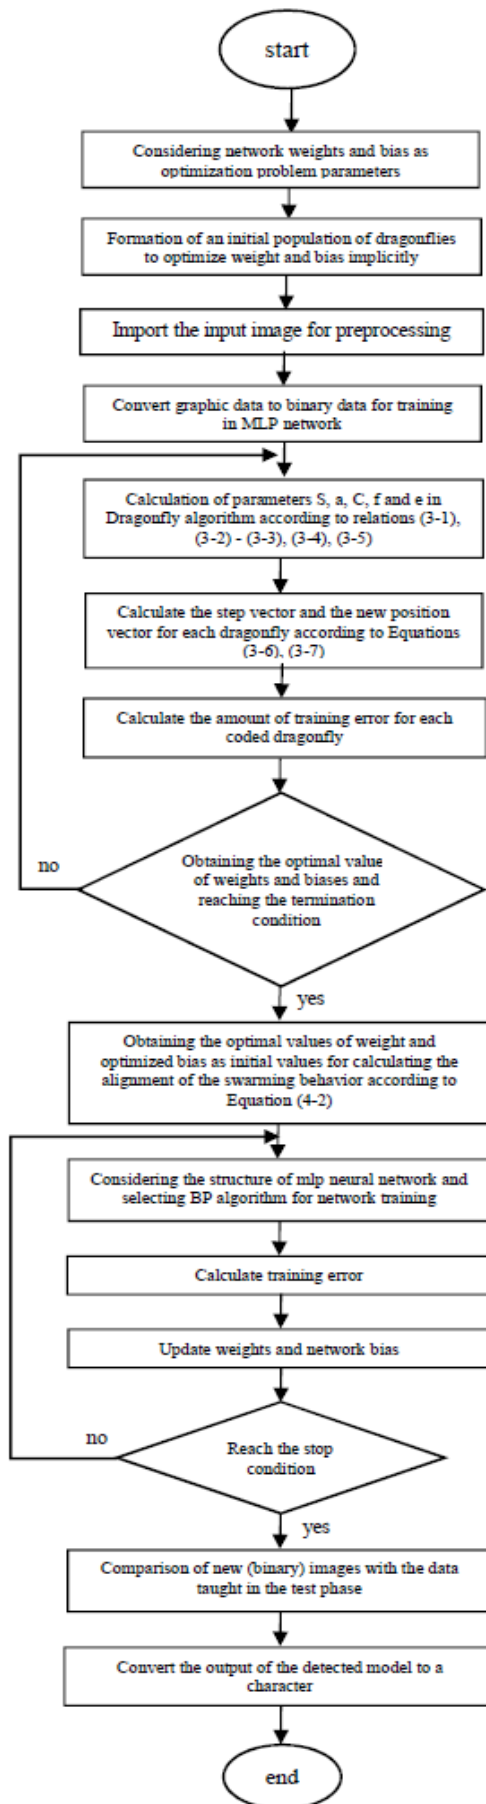 start
Considering network weights and bias as
optimization problem parameters
Formation of an initial population of dragonflies
to optimize weight and bias implicitly
Import the input image for preprocessing
Convert graphic data to binary data for training
in MLP network
Calculation of parameters S, a, C, f and e in
Dragonfly algorithm according to relations (3-1),
(3-2) - (3-3), (3-4), (3-5)
Calculate the step vector and the new position
vector for each dragonfly according to Equations
(3-6), (3-7)
Calculate the amount of training error for each
coded dragonfly
no
Obtaining the optimal value
of weights and biases and
reaching the termination
condition
yes
Obtaining the optimal values of weight and
optimized bias as initial values for calculating the
alignment of the swarming behavior according to
Equation (4-2)
Considering the structure of mlp neural network and
selecting BP algorithm for network training
Calculate training error
Update weights and network bias
no
Reach the stop
condition
yes
Comparison of new (binary) images with the data
taught in the test phase
Convert the output of the detected model to a
character
end